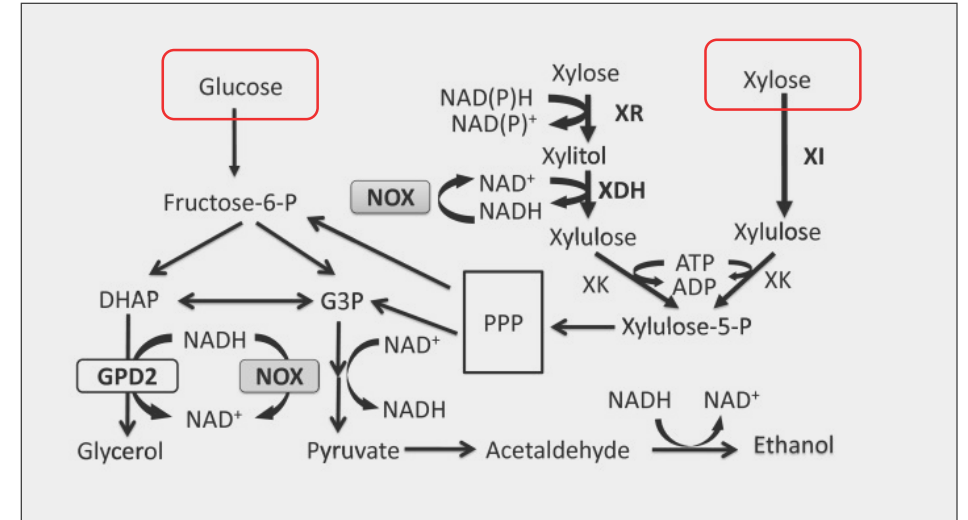 Glucose
Xylose
Xylose
NAD(P)H
NAD(P)+
XR
Xylitol
XI
NOX
NAD+
NADH
XDH
Fructose-6-P
Xylulose
Xylulose
ATP
ADP
XK
XK
DHAP
G3P
PPP
Xylulose-5-P
NADH
NAD+
GPD2
NOX
NAD+
NADH
NADH
NAD+
Glycerol
Pyruvate
Acetaldehyde
Ethanol